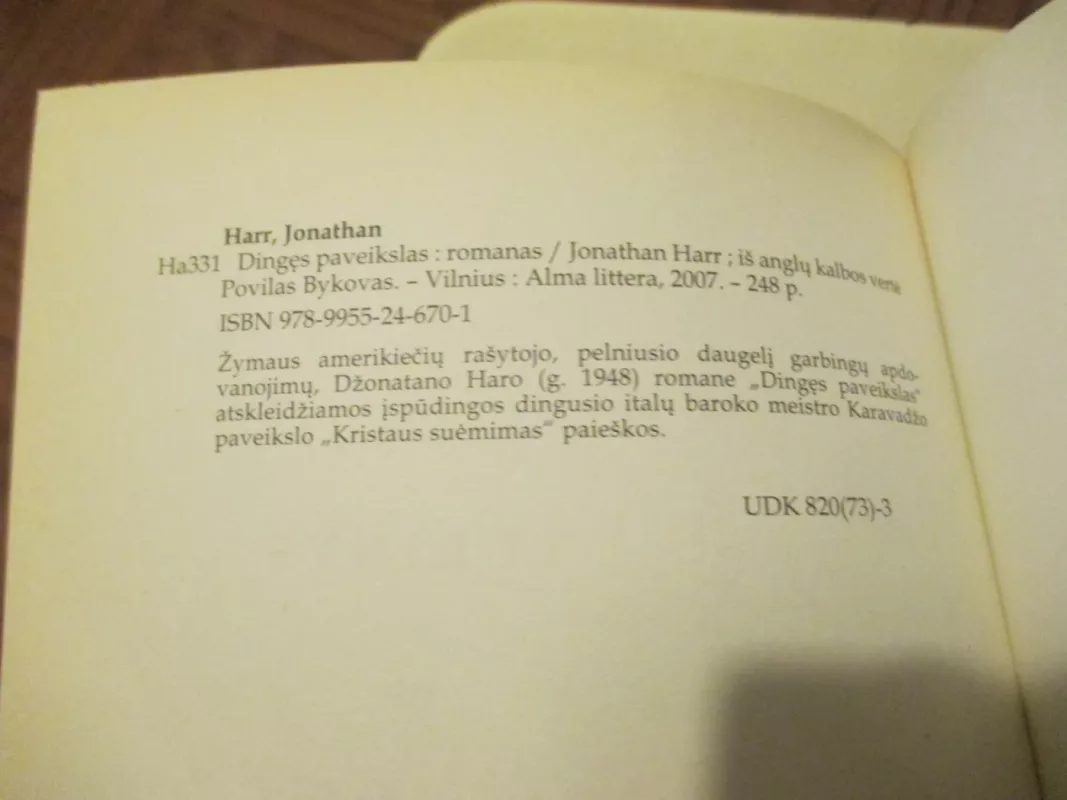 Harr, Jonathan
Ha331 Dingęs paveikslas : romanas / Jonathan Harr ; iš anglų kalbos vertė
Povilas Bykovas. – Vilnius : Alma littera, 2007. – 248 p.
ISBN 978-9955-24-670-1
Žymaus amerikiečių rašytojo, pelniusio daugelį garbingų apdo-
vanojimų, Džonatano Haro (g. 1948) romane „Dingęs paveikslas“
atskleidžiamos įspūdingos dingusio italų baroko meistro Karavadžo
paveikslo „Kristaus suėmimas“ paieškos.
UDK 820(73)-3